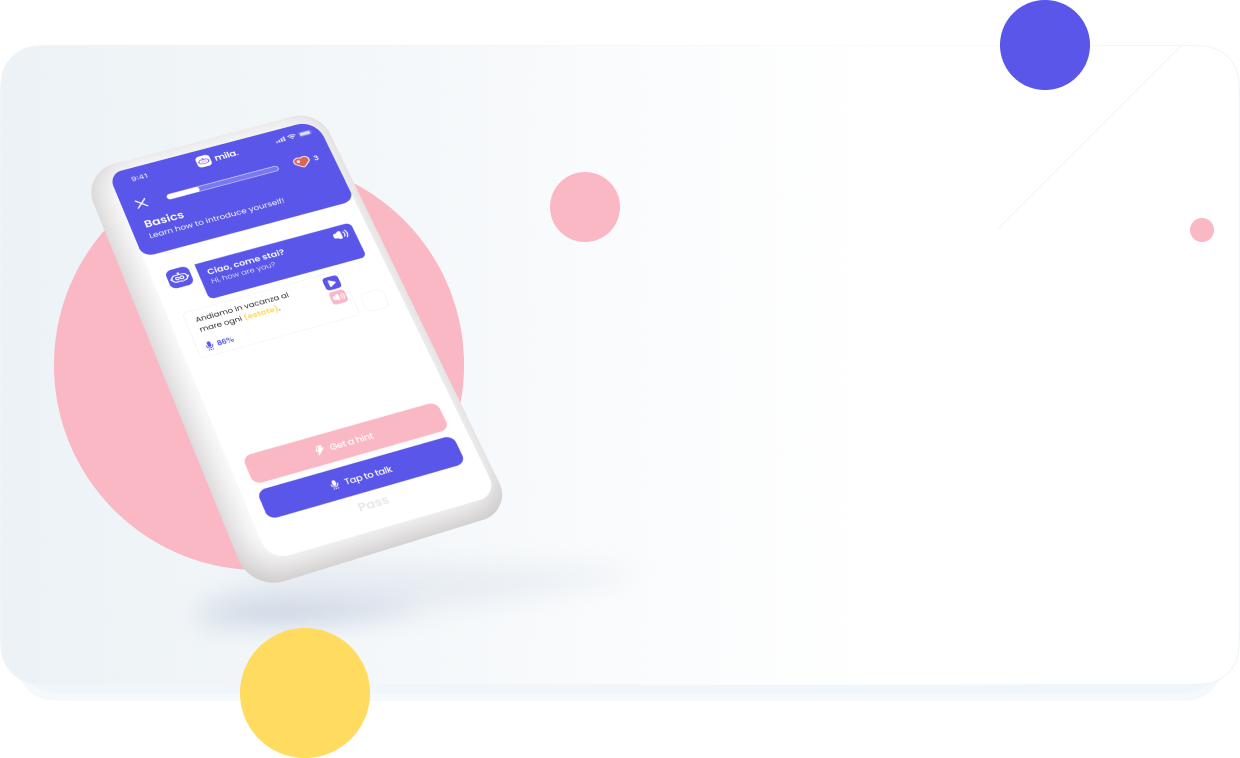 9:41
mila.
3
Basics
Learn how to introduce yourself!
Ciao, come stai?
Hi, how are you?
Andiamo in vacanza al
mare ogni (estate).
86%
Get a hint
Tap to talk
Pass